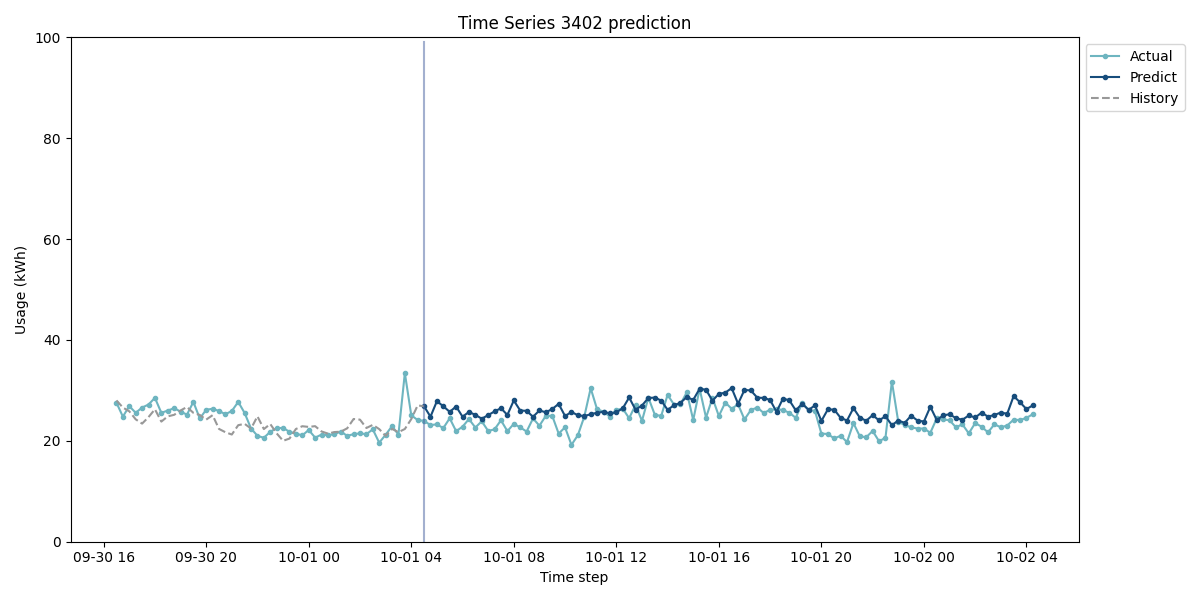 Time Series 3402 prediction
100
80
60
40
20
0
Usage (kWh)
09-30 16 09-30 20 10-01 00 10-01 04 10-01 08 10-01 12 10-01 16 10-01 20 10-02 00 10-02 04
Time step
Actual
Predict
History